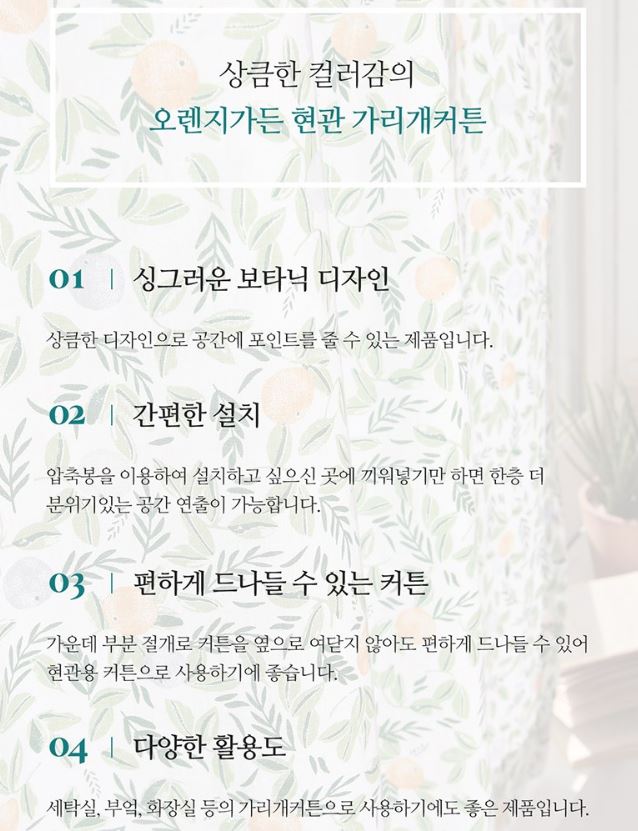 상큼한 컬러감의
오렌지가든 현관 가리개커튼
01 | 싱그러운 보타닉 디자인
상큼한 디자인으로 공간에 포인트를 줄 수 있는 제품입니다.
02 | 간편한 설치
압축봉을 이용하여 설치하고 싶으신 곳에 끼워넣기만 하면 한층 더
분위기있는 공간 연출이 가능합니다.
03 | 편하게 드나들 수 있는 커튼
가운데 부분 절개로 커튼을 옆으로 여닫지 않아도 편하게 드나들 수 있어
현관용 커튼으로 사용하기에 좋습니다.
04 | 다양한 활용도
세탁실, 부엌, 화장실 등의 가리개커튼으로 사용하기에도 좋은 제품입니다.